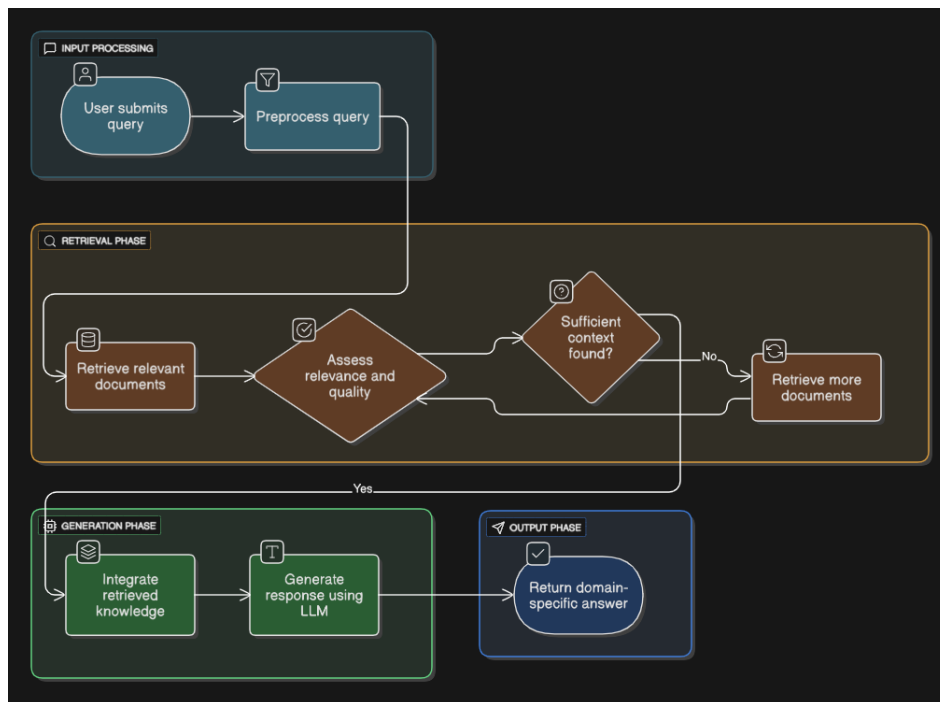 INPUT PROCESSING
User submits
query
Preprocess query
RETRIEVAL PHASE
Retrieve relevant
documents
Assess
relevance and
quality
Sufficient
context
found?
No
Retrieve more
documents
Yes
GENERATION PHASE
Integrate
retrieved
knowledge
Generate
response using
LLM
OUTPUT PHASE
Return domain-
specific answer